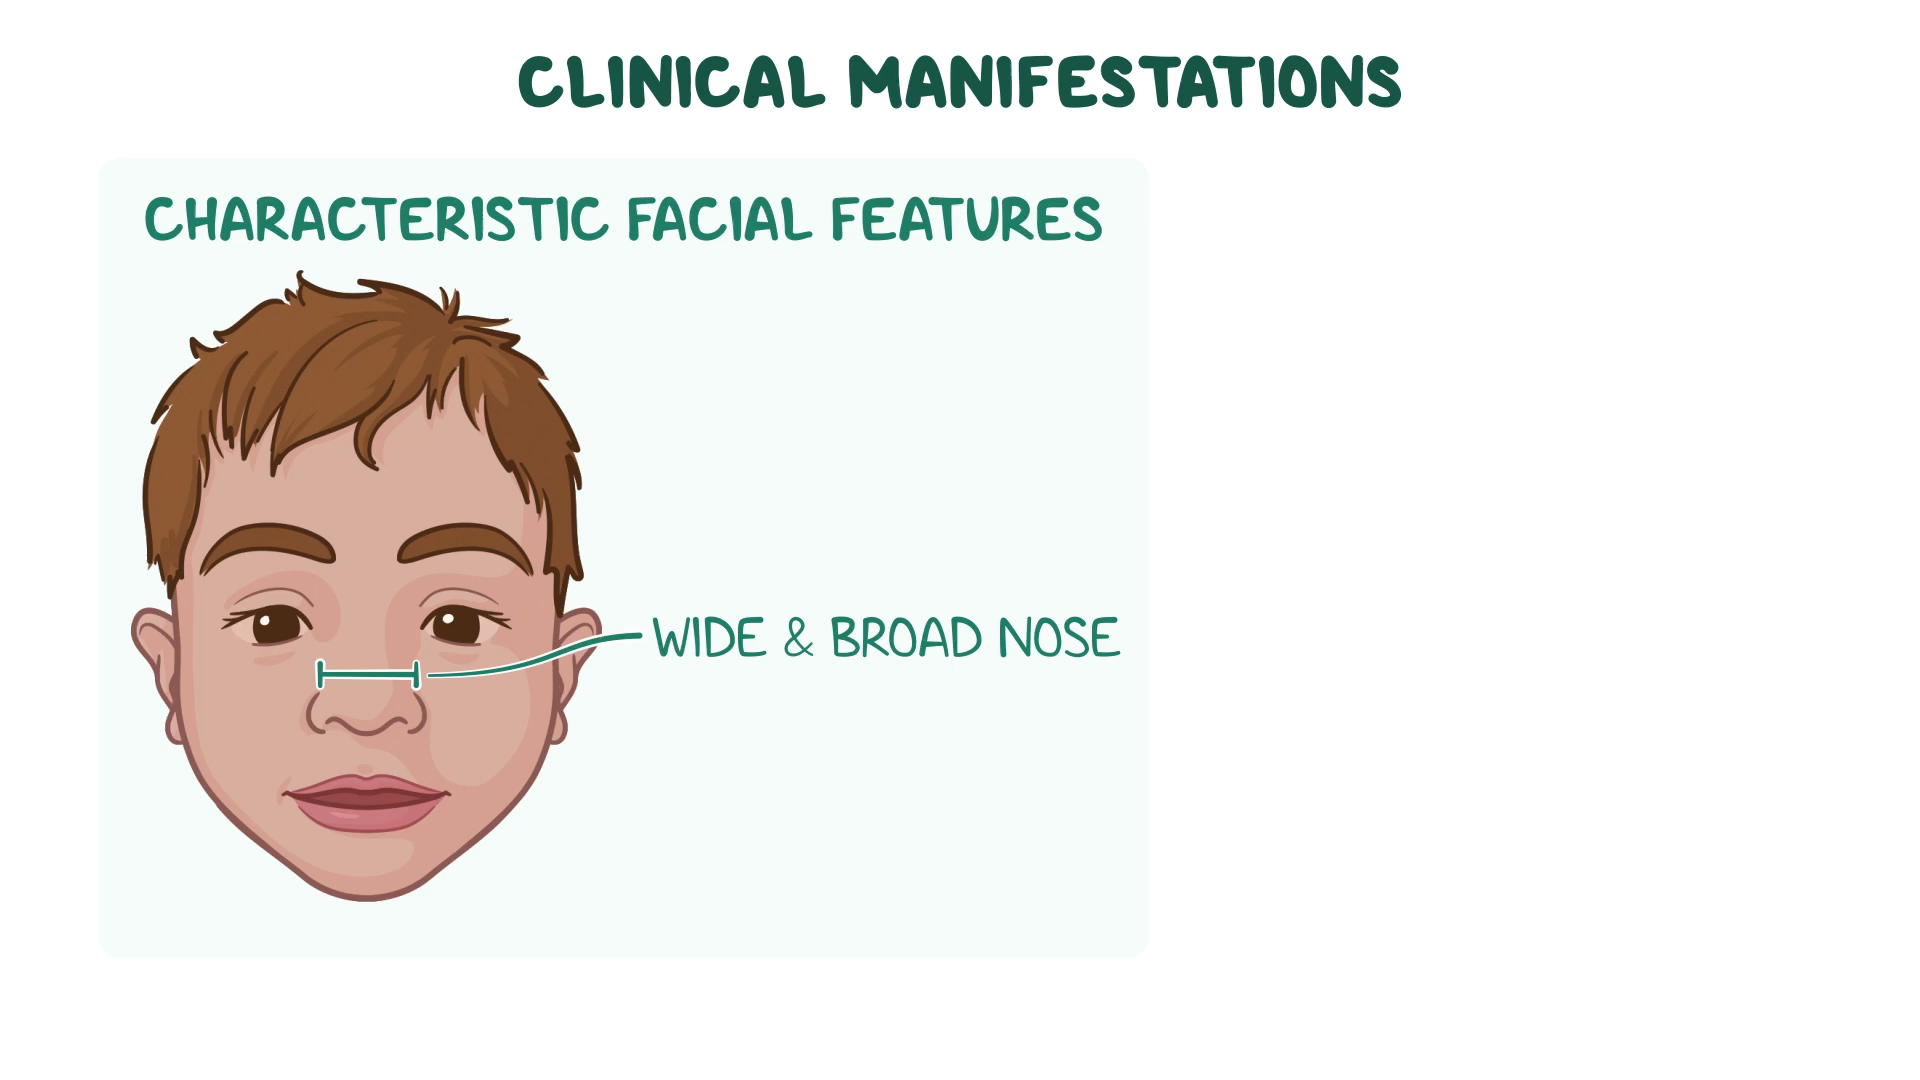 CLINICAL MANIFESTATIONS
CHARACTERISTIC FACIAL FEATURES
WIDE & BROAD NOSE